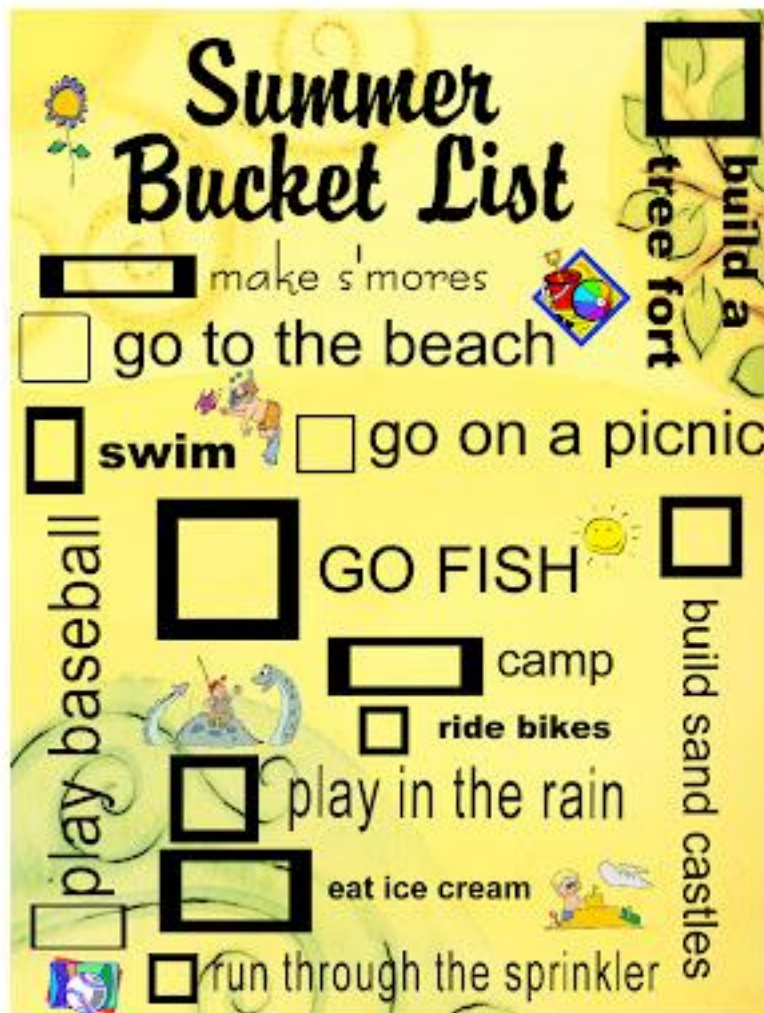 Summer
Bucket List
build a
tree fort
make s'mores
go to the beach
swim
go on a picnic
GO FISH
play baseball
build sand castles
camp
ride bikes
play in the rain
eat ice cream
run through the sprinkler